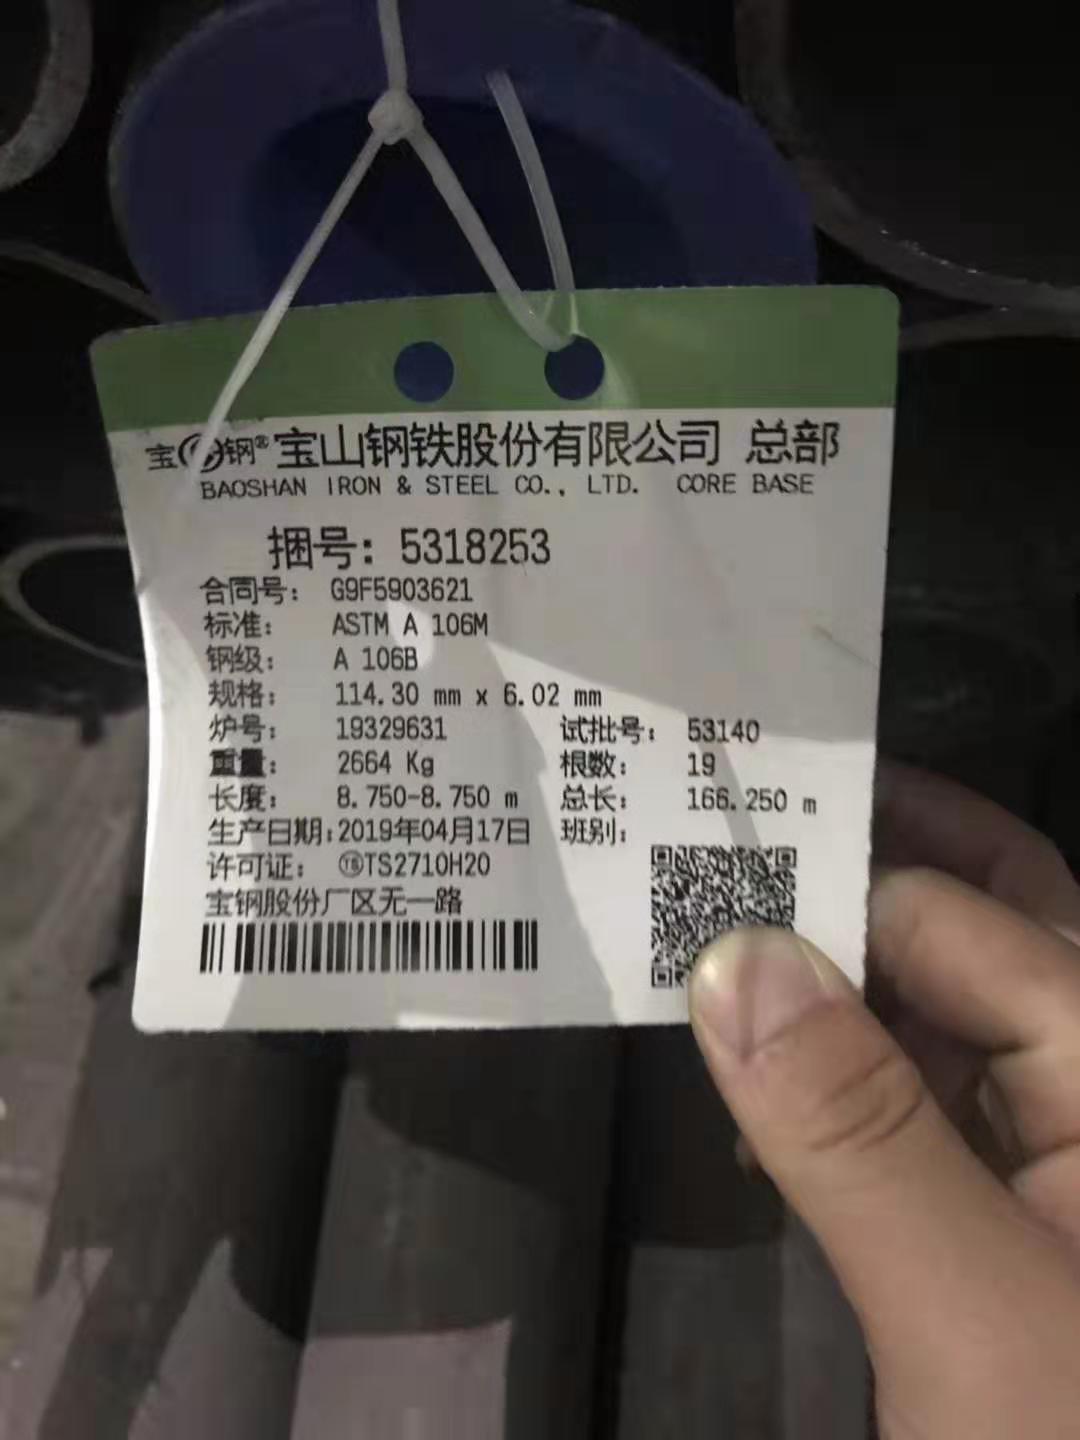 宝钢® 宝山钢铁股份有限公司 总部
BAOSHAN IRON & STEEL CO., LTD. CORE BASE
捆号: 5318253
合同号: G9F5903621
标准: ASTM A 106M
钢级: A 106B
规格: 114.30 mm x 6.02 mm
炉号: 19329631 试批号: 53140
重量: 2664 Kg 根数: 19
长度: 8.750-8.750 m 总长: 166.250 m
生产日期: 2019年04月17日 班别:
许可证: TSTS2710H20
宝钢股份厂区无一路